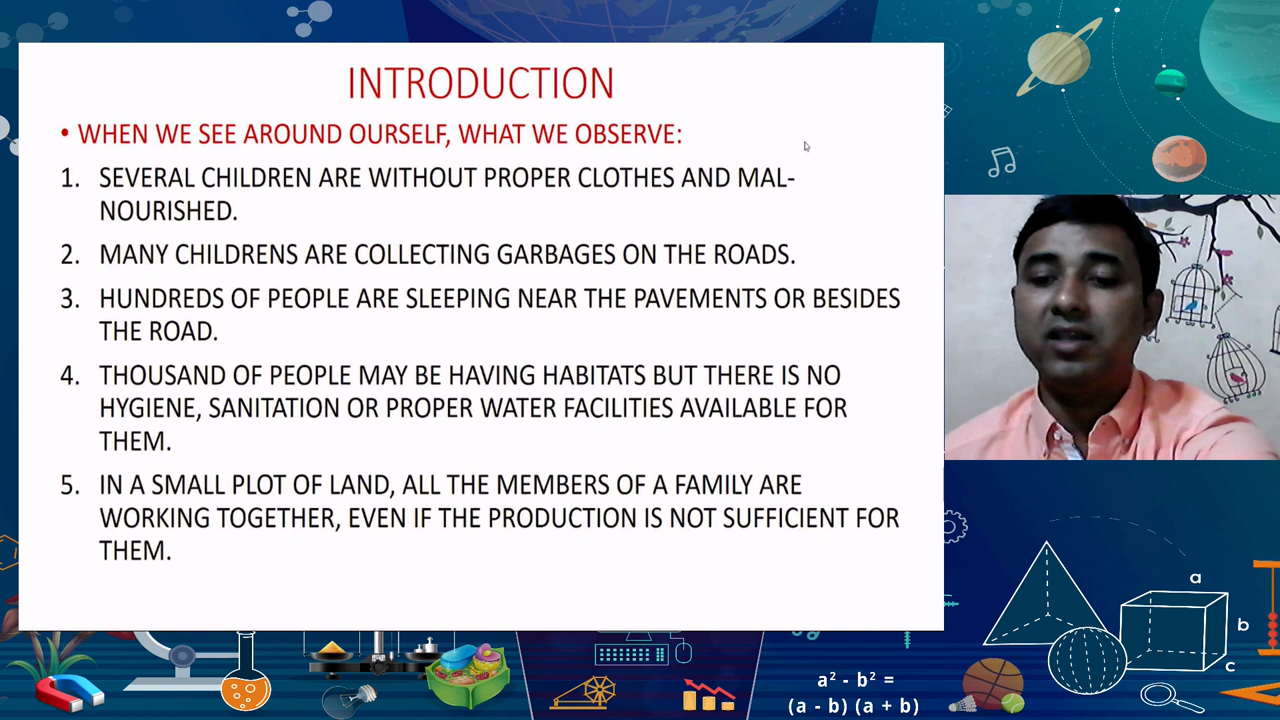 INTRODUCTION
• WHEN WE SEE AROUND OURSELF, WHAT WE OBSERVE:
1. SEVERAL CHILDREN ARE WITHOUT PROPER CLOTHES AND MAL-
NOURISHED.
2. MANY CHILDRENS ARE COLLECTING GARBAGES ON THE ROADS.
3. HUNDREDS OF PEOPLE ARE SLEEPING NEAR THE PAVEMENTS OR BESIDES
THE ROAD.
4. THOUSAND OF PEOPLE MAY BE HAVING HABITATS BUT THERE IS NO
HYGIENE, SANITATION OR PROPER WATER FACILITIES AVAILABLE FOR
THEM.
5. IN A SMALL PLOT OF LAND, ALL THE MEMBERS OF A FAMILY ARE
WORKING TOGETHER, EVEN IF THE PRODUCTION IS NOT SUFFICIENT FOR
THEM.
a
b
c
a² - b² =
(a - b) (a + b)